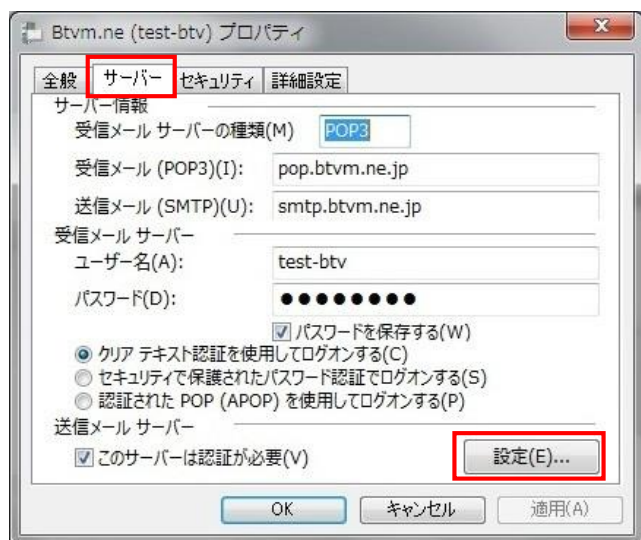 Btvm.ne (test-btv) プロパティ
全般 サーバー セキュリティ 詳細設定
サーバー情報
受信メール サーバーの種類(M) POP3
受信メール (POP3)(I): pop.btvm.ne.jp
送信メール (SMTP)(U): smtp.btvm.ne.jp
受信メール サーバー
ユーザー名(A): test-btv
パスワード(D): ●●●●●●●●
パスワードを保存する(W)
クリア テキスト認証を使用してログオンする(C)
セキュリティで保護されたパスワード認証でログオンする(S)
認証された POP (APOP) を使用してログオンする(P)
送信メール サーバー
このサーバーは認証が必要(V) 設定(E)...
OK キャンセル 適用(A)